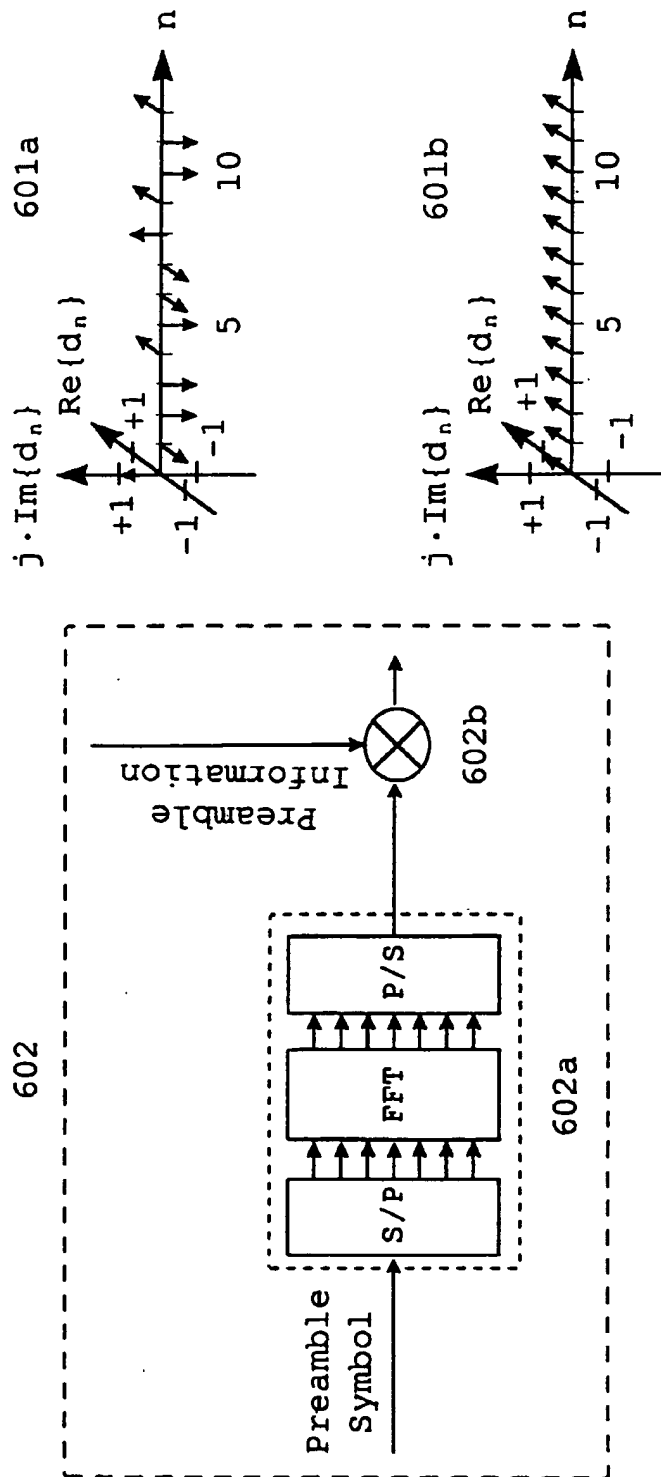 602
Preamble
Symbol
S/P
FFT
P/S
602a
Preamble
Information
602b
j·Im{dₙ}
Re{dₙ}
+1
+1
-1
-1
5
10
n
601a
j·Im{dₙ}
Re{dₙ}
+1
+1
-1
-1
5
10
n
601b